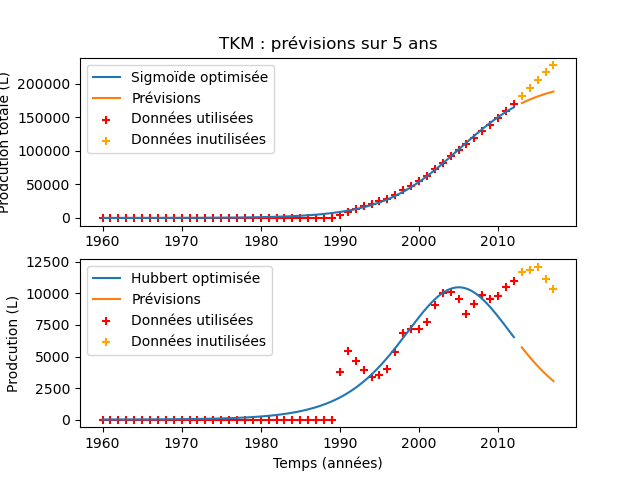 TKM : prévisions sur 5 ans
Prodcution totale (L)
200000
150000
100000
50000
0
Sigmoïde optimisée
Prévisions
Données utilisées
Données inutilisées
1960 1970 1980 1990 2000 2010
Prodcution (L)
12500
10000
7500
5000
2500
0
Hubbert optimisée
Prévisions
Données utilisées
Données inutilisées
1960 1970 1980 1990 2000 2010
Temps (années)